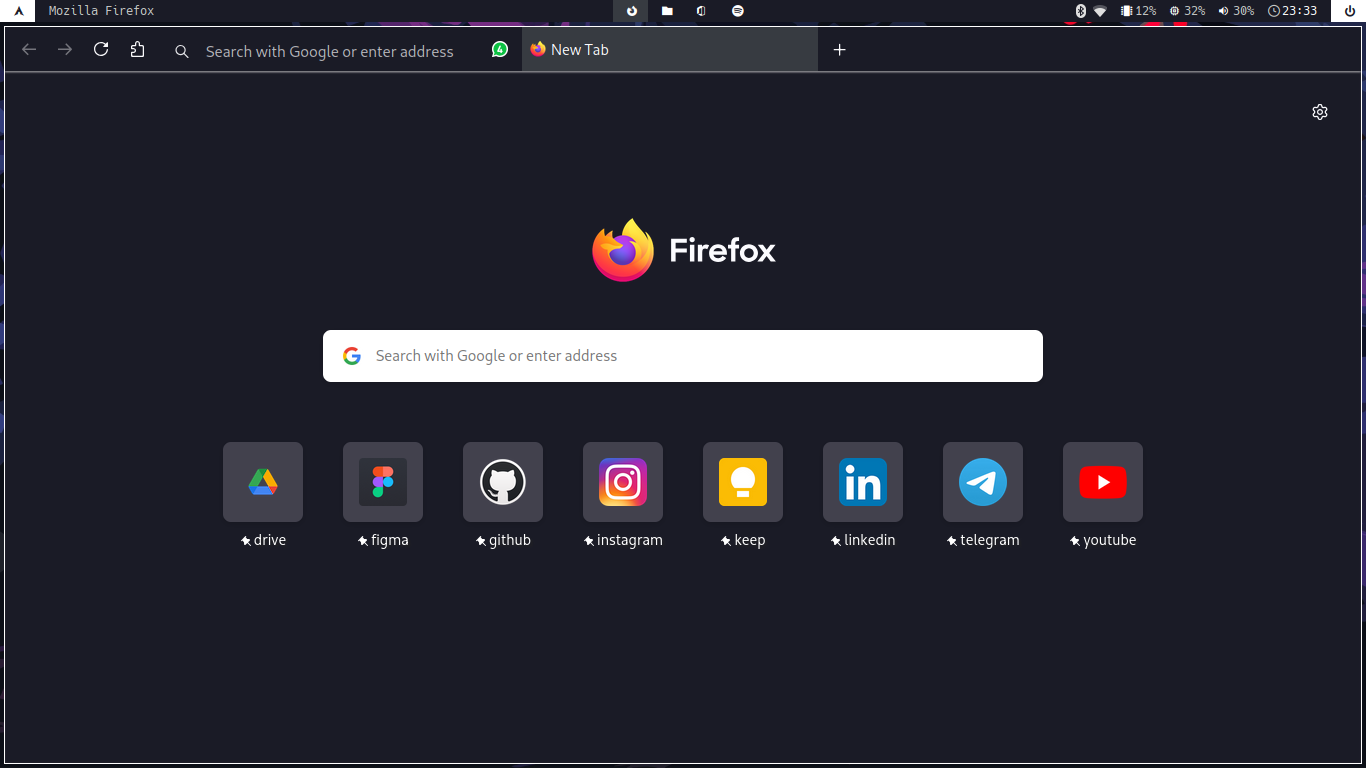 Mozilla Firefox
12% 32% 30% 23:33
Search with Google or enter address
4
New Tab
Firefox
Search with Google or enter address
drive figma github instagram keep linkedin telegram youtube